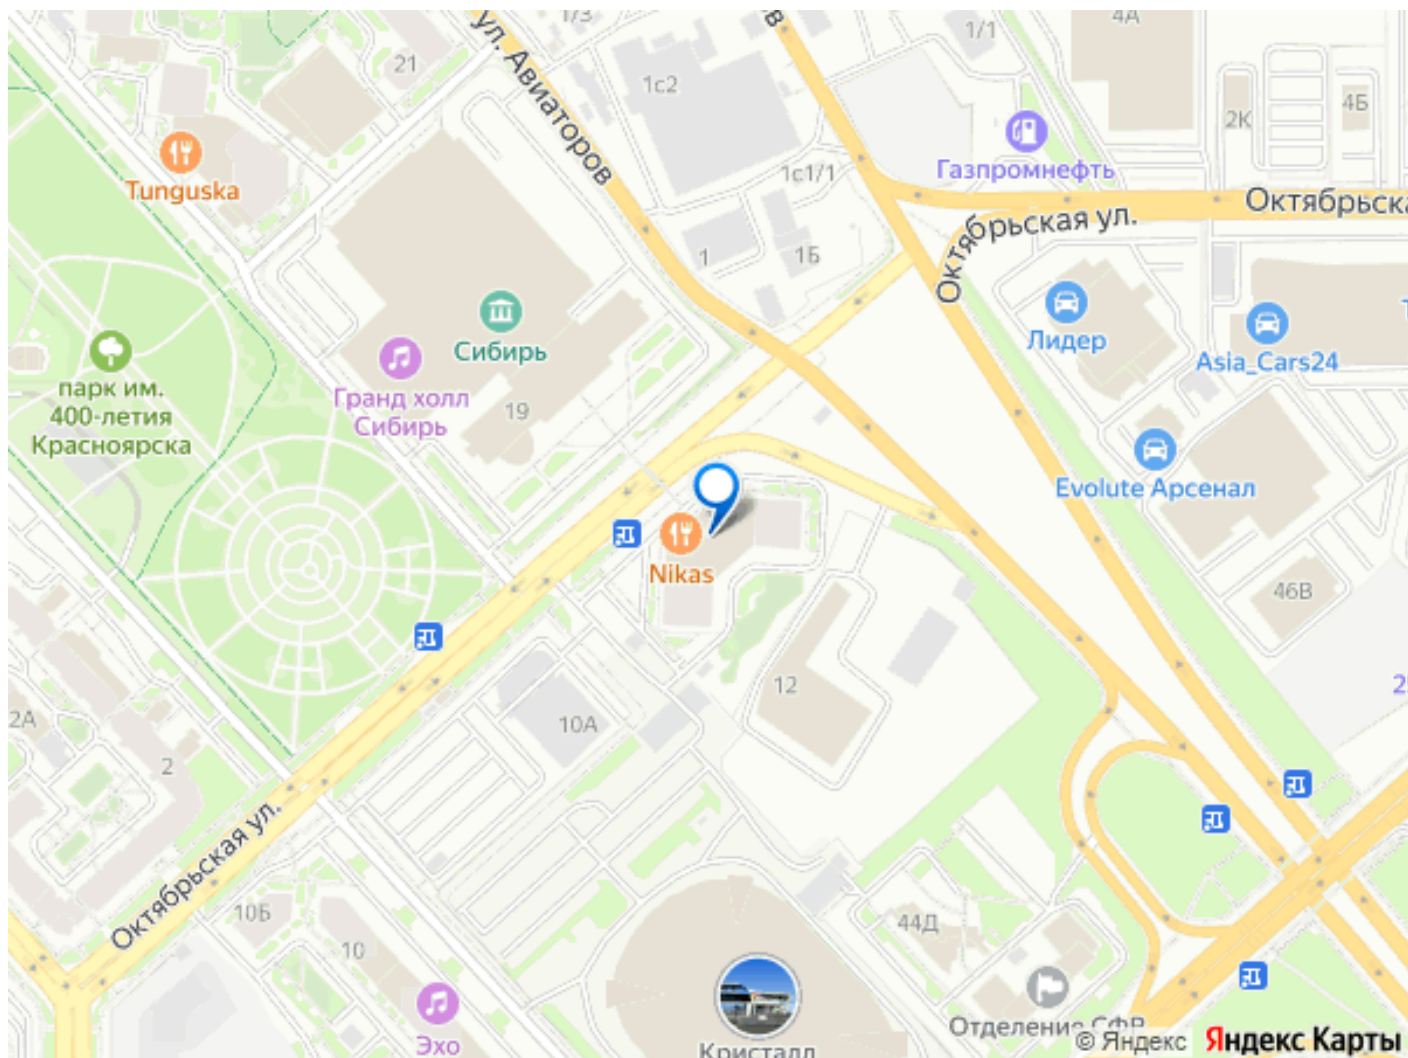 1/3
4А
1/1
ул. Авиаторов
21
1с2
4Б
2К
Газпромнефть
Tunguska
1с1/1
Октябрьска
Октябрьская ул.
1
1Б
Сибирь
Лидер
Asia_Cars24
парк им.
400-летия
Красноярска
Гранд холл
Сибирь
19
Evolute Арсенал
Nikas
46В
12
2А
10А
2
Октябрьская ул.
10Б
10
44Д
Эхо
Кристалл
Отделение СФР
© Яндекс
Яндекс Карты